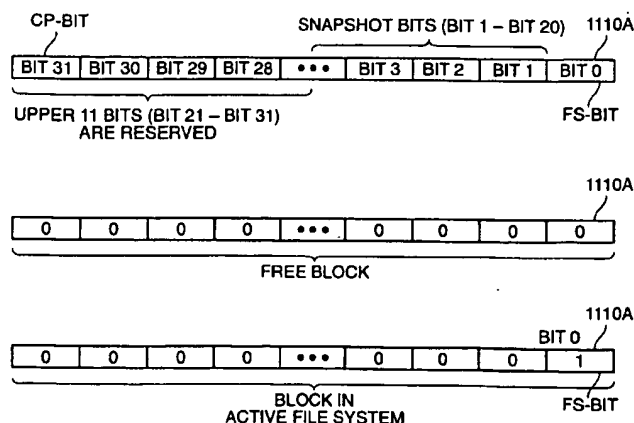 CP-BIT
SNAPSHOT BITS (BIT 1 – BIT 20)
1110A
BIT 31 BIT 30 BIT 29 BIT 28 ••• BIT 3 BIT 2 BIT 1 BIT 0
UPPER 11 BITS (BIT 21 – BIT 31)
ARE RESERVED
FS-BIT
1110A
0 0 0 0 ••• 0 0 0 0
FREE BLOCK
BIT 0
1110A
0 0 0 0 ••• 0 0 0 1
BLOCK IN
ACTIVE FILE SYSTEM
FS-BIT